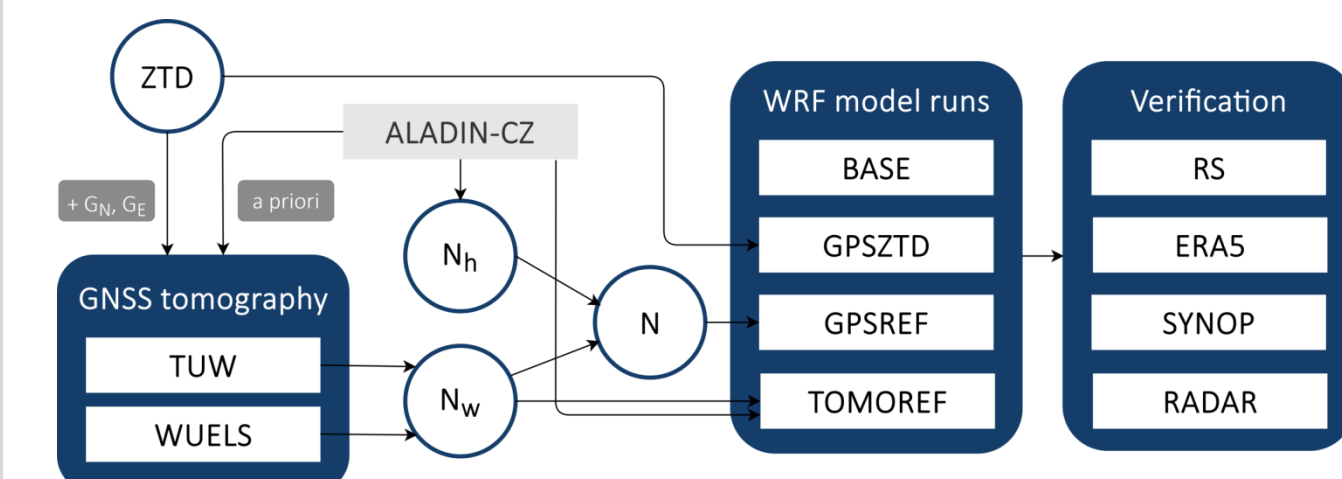 ZTD
ALADIN-CZ
+ G_N, G_E
a priori
GNSS tomography
TUW
WUELS
N_h
N_w
N
WRF model runs
BASE
GPSZTD
GPSREF
TOMOREF
Verification
RS
ERA5
SYNOP
RADAR